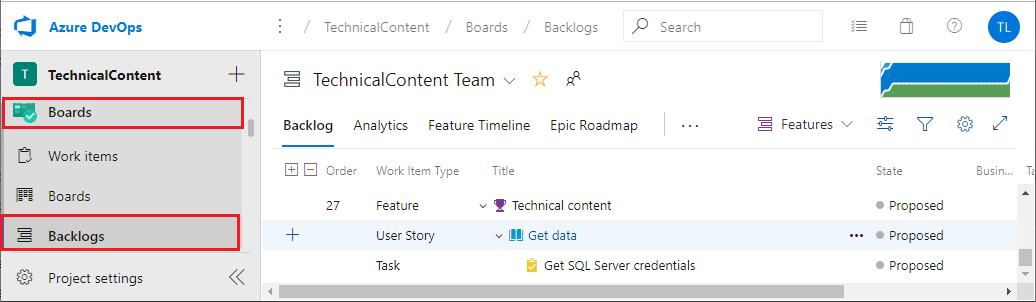 Azure DevOps
/ TechnicalContent / Boards / Backlogs
Search
TL
T TechnicalContent
Boards
Work items
Boards
Backlogs
Project settings
TechnicalContent Team
Backlog Analytics Feature Timeline Epic Roadmap
Features
Order Work Item Type Title State Busin... Ta
27 Feature Technical content Proposed
User Story Get data Proposed
Task Get SQL Server credentials Proposed